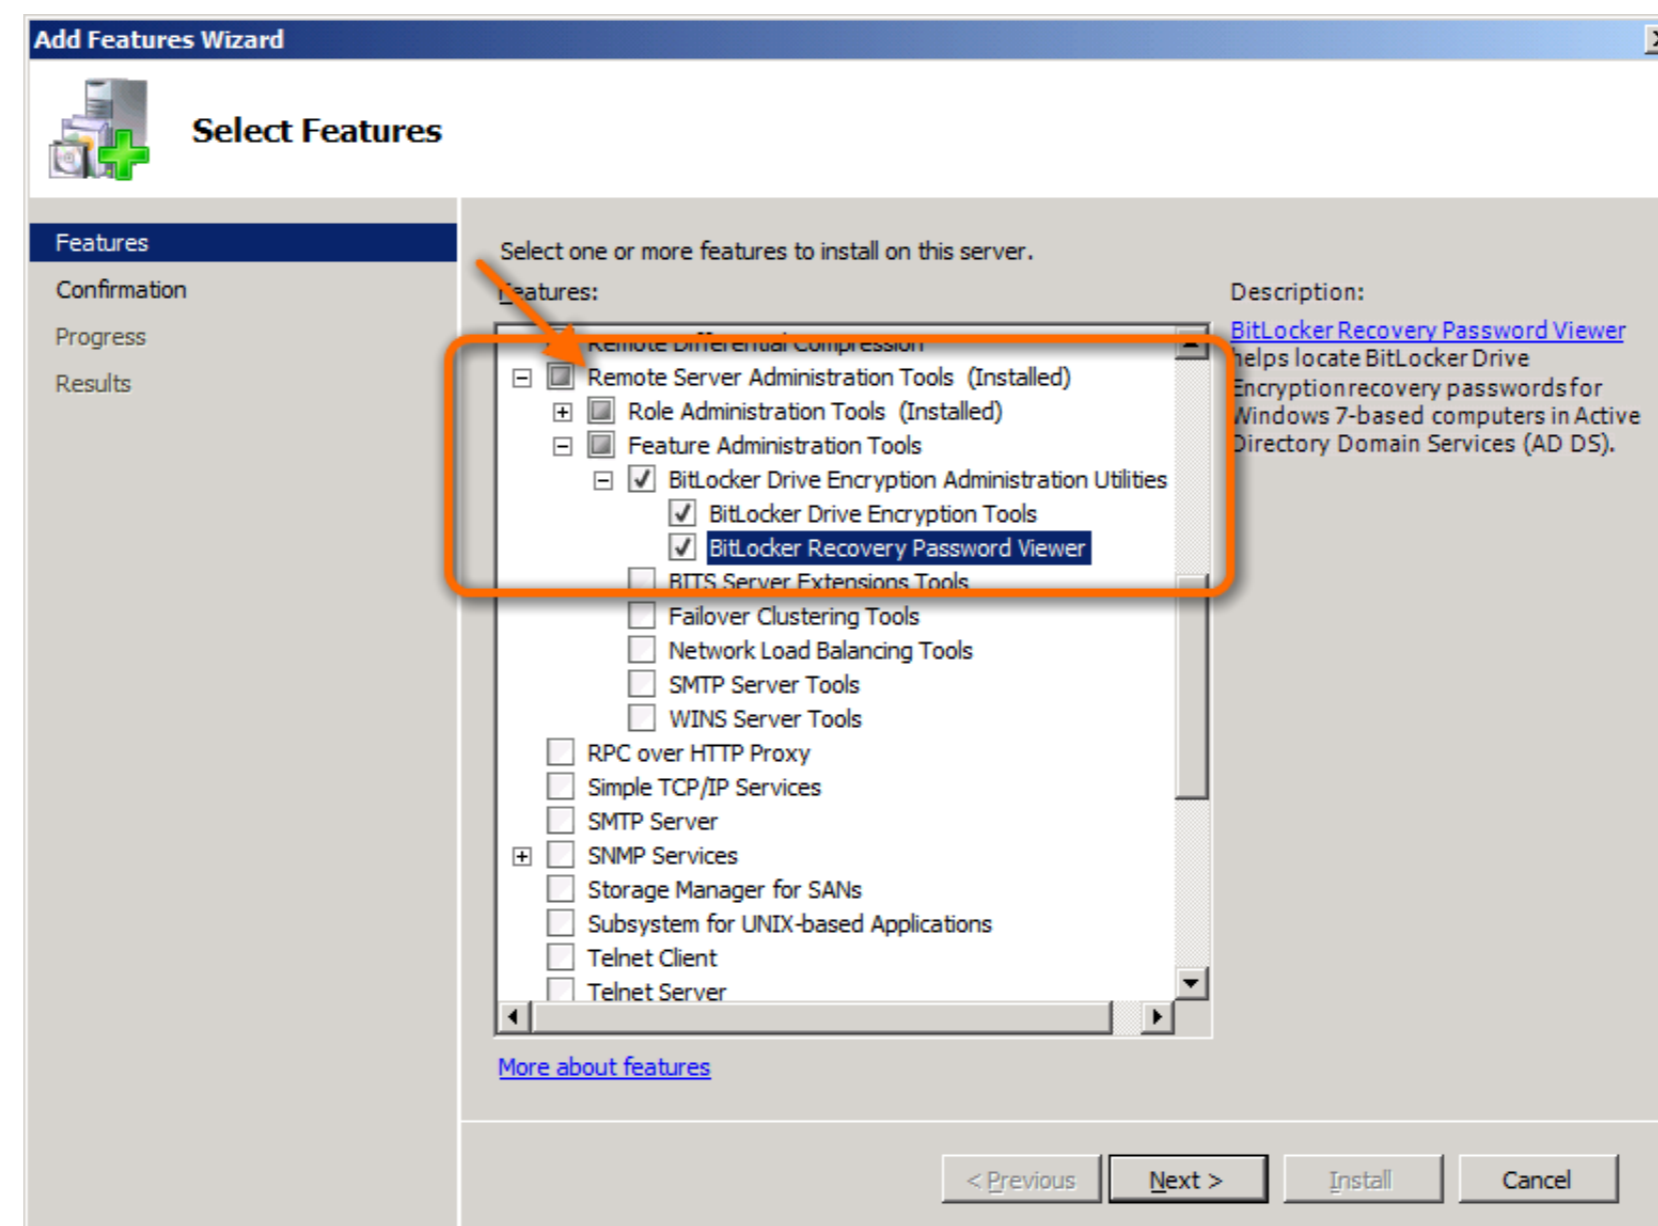 Add Features Wizard
Select Features
Features
Confirmation
Progress
Results
Select one or more features to install on this server.
Features:
Remote Differential Compression
Remote Server Administration Tools (Installed)
Role Administration Tools (Installed)
Feature Administration Tools
BitLocker Drive Encryption Administration Utilities
BitLocker Drive Encryption Tools
BitLocker Recovery Password Viewer
BITS Server Extensions Tools
Failover Clustering Tools
Network Load Balancing Tools
SMTP Server Tools
WINS Server Tools
RPC over HTTP Proxy
Simple TCP/IP Services
SMTP Server
SNMP Services
Storage Manager for SANs
Subsystem for UNIX-based Applications
Telnet Client
Telnet Server
More about features
Description:
BitLocker Recovery Password Viewer
helps locate BitLocker Drive
Encryption recovery passwords for
Windows 7-based computers in Active
Directory Domain Services (AD DS).
< Previous
Next >
Install
Cancel